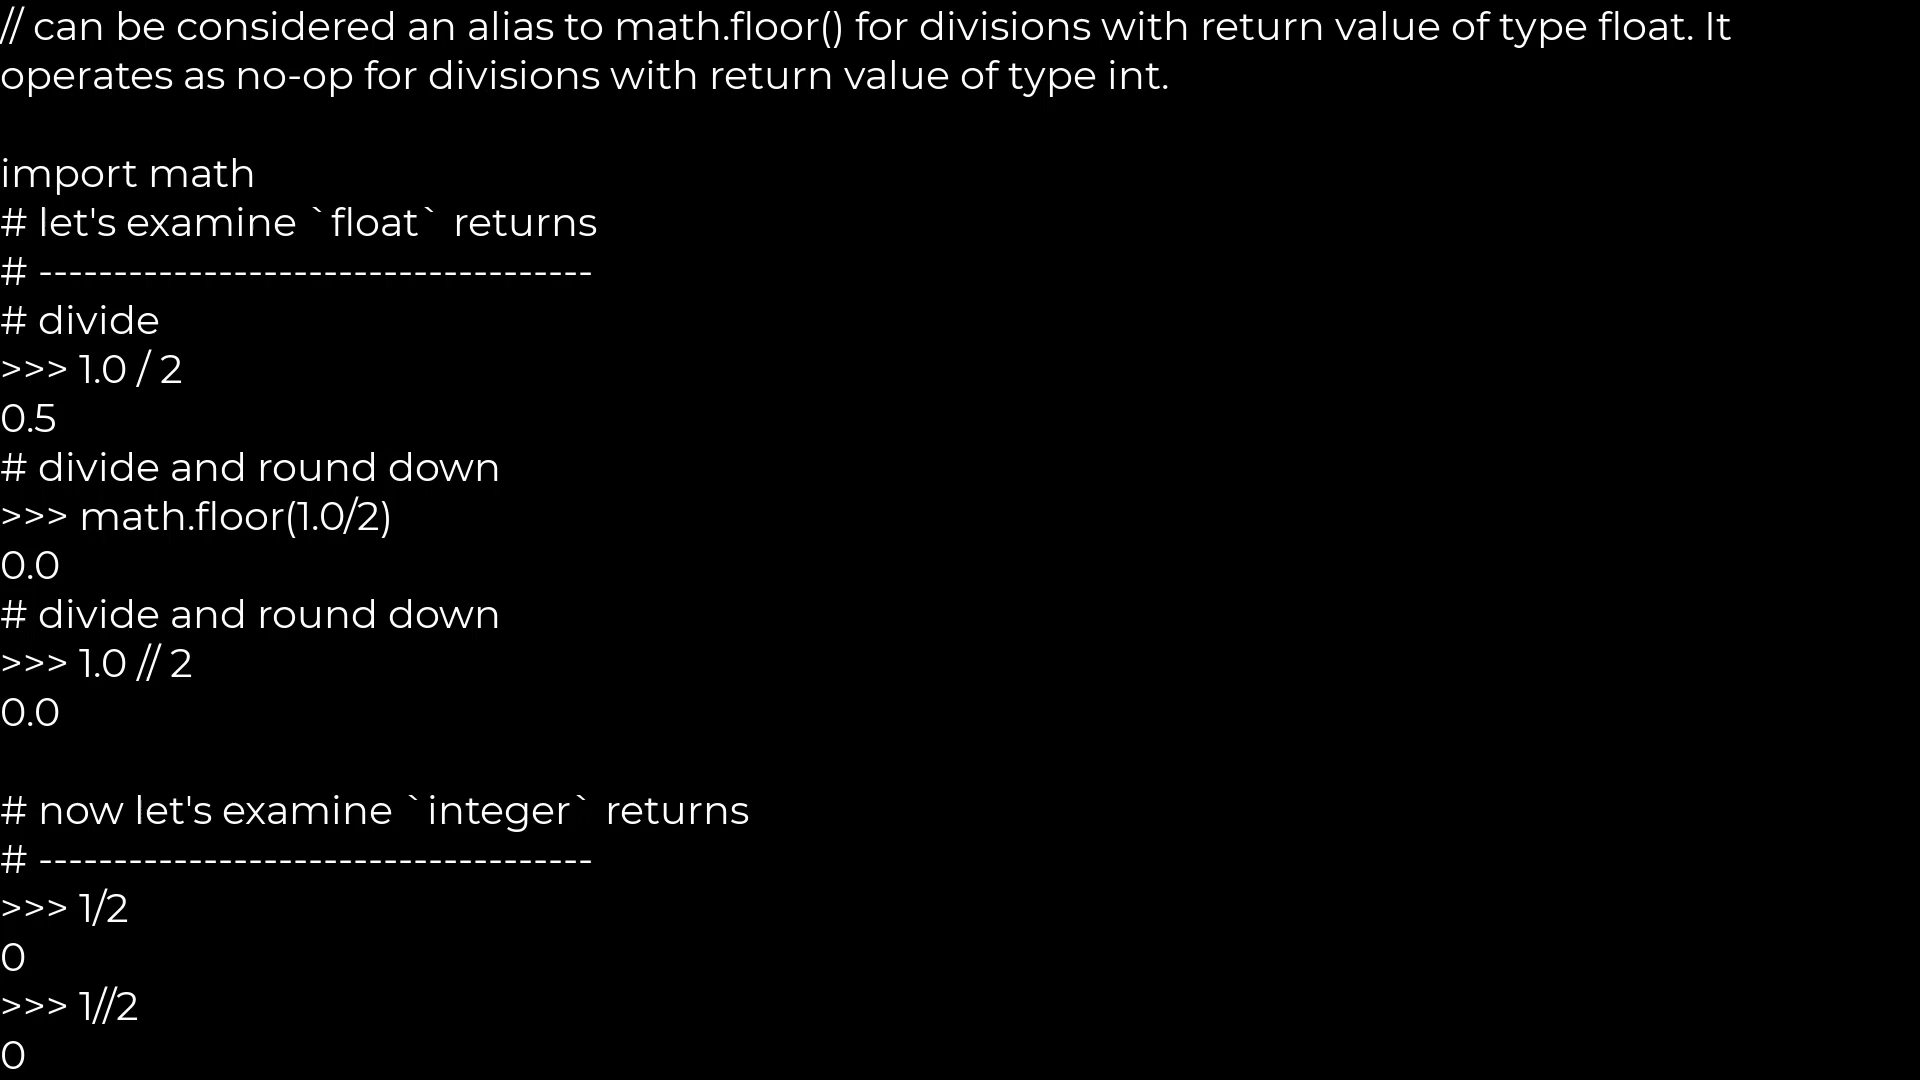 // can be considered an alias to math.floor() for divisions with return value of type float. It
operates as no-op for divisions with return value of type int.

import math
# let's examine `float` returns
# -------------------------------------
# divide
>>> 1.0 / 2
0.5
# divide and round down
>>> math.floor(1.0/2)
0.0
# divide and round down
>>> 1.0 // 2
0.0

# now let's examine `integer` returns
# -------------------------------------
>>> 1/2
0
>>> 1//2
0